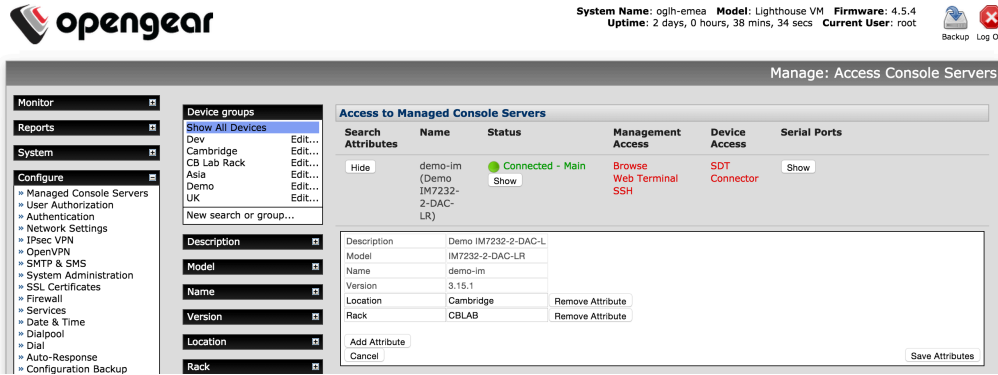 opengear
System Name: oglh-emea Model: Lighthouse VM Firmware: 4.5.4
Uptime: 2 days, 0 hours, 38 mins, 34 secs Current User: root
Backup Log O
Manage: Access Console Servers
Monitor
Reports
System
Configure
» Managed Console Servers
» User Authorization
» Authentication
» Network Settings
» IPsec VPN
» OpenVPN
» SMTP & SMS
» System Administration
» SSL Certificates
» Firewall
» Services
» Date & Time
» Dialpool
» Dial
» Auto-Response
» Configuration Backup
Device groups
Show All Devices
Dev Edit...
Cambridge Edit...
CB Lab Rack Edit...
Asia Edit...
Demo Edit...
UK Edit...
New search or group...
Description
Model
Name
Version
Location
Rack
Access to Managed Console Servers
Search Attributes
Name
Status
Management Access
Device Access
Serial Ports
Hide
demo-im
(Demo
IM7232-
2-DAC-
LR)
Connected - Main
Show
Browse
Web Terminal
SSH
SDT
Connector
Show
Description Demo IM7232-2-DAC-L
Model IM7232-2-DAC-LR
Name demo-im
Version 3.15.1
Location Cambridge Remove Attribute
Rack CBLAB Remove Attribute
Add Attribute
Cancel
Save Attributes